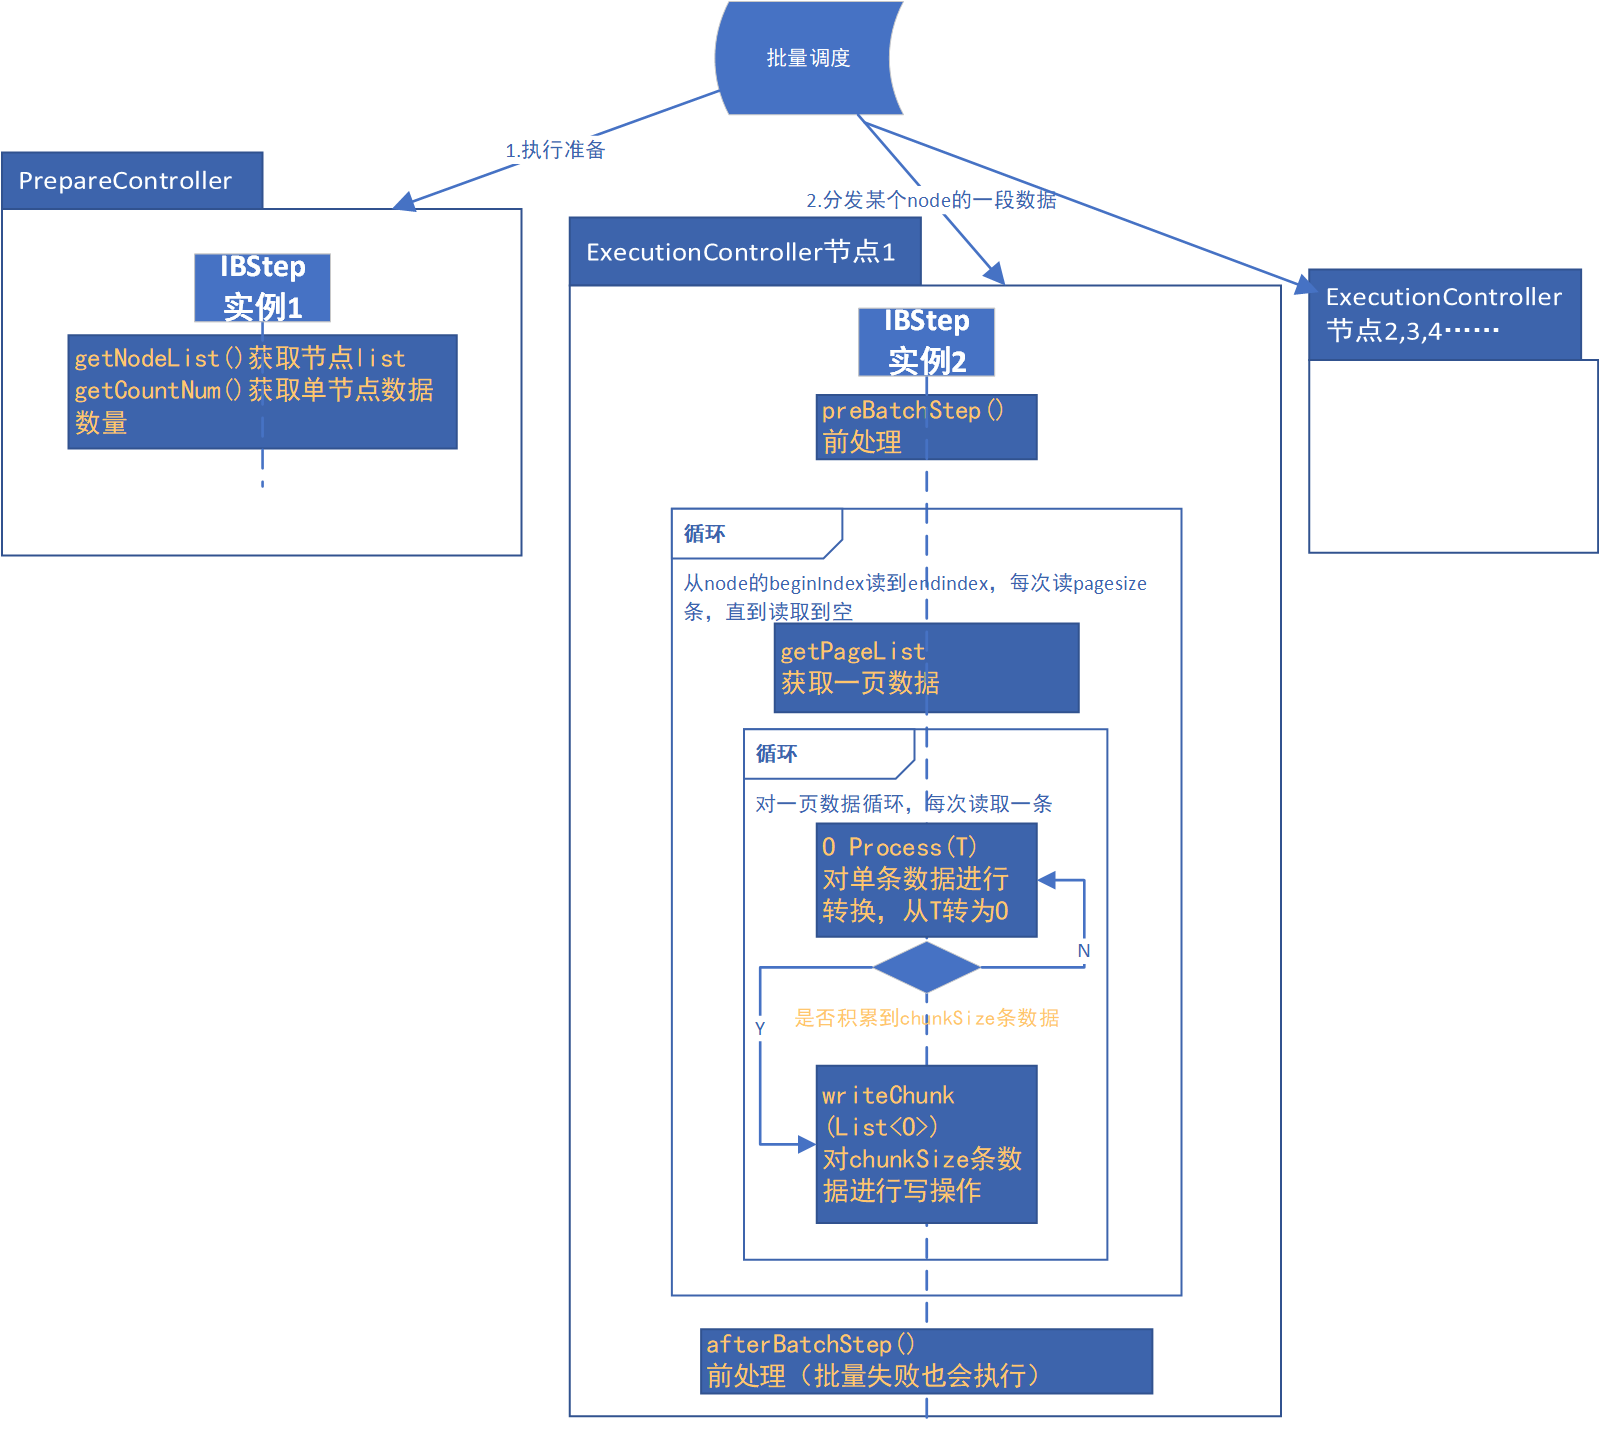 批量调度
1.执行准备
PrepareController
IBStep
实例1
getNodeList()获取节点list
getCountNum()获取单节点数据
数量
2.分发某个node的一段数据
ExecutionController节点1
IBStep
实例2
preBatchStep()
前处理
循环
从node的beginIndex读到endindex，每次读pagesize
条，直到读取到空
getPageList
获取一页数据
循环
对一页数据循环，每次读取一条
O Process(T)
对单条数据进行
转换，从T转为O
N
是否积累到chunkSize条数据
Y
writeChunk
(List<O>)
对chunkSize条数
据进行写操作
afterBatchStep()
前处理（批量失败也会执行）
ExecutionController
节点2,3,4……